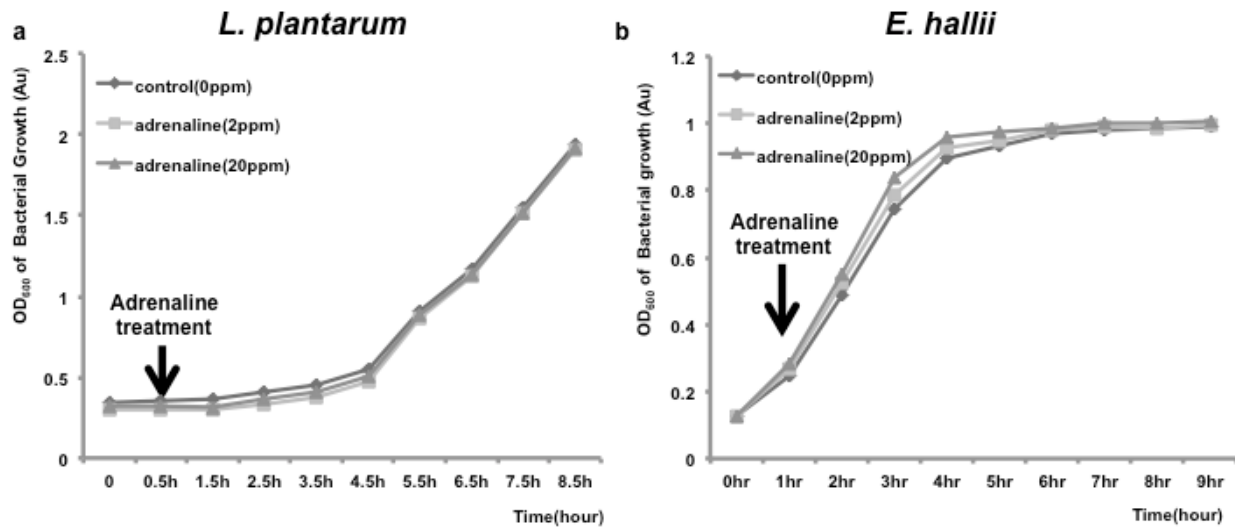 a
L. plantarum
2.5
2
1.5
1
0.5
0
OD600 of Bacterial Growth (Au)
control(0ppm)
adrenaline(2ppm)
adrenaline(20ppm)
Adrenaline
treatment
0 0.5h 1.5h 2.5h 3.5h 4.5h 5.5h 6.5h 7.5h 8.5h
Time(hour)
b
E. hallii
1.2
1
0.8
0.6
0.4
0.2
0
OD600 of Bacterial growth (Au)
control(0ppm)
adrenaline(2ppm)
adrenaline(20ppm)
Adrenaline
treatment
0hr 1hr 2hr 3hr 4hr 5hr 6hr 7hr 8hr 9hr
Time(hour)